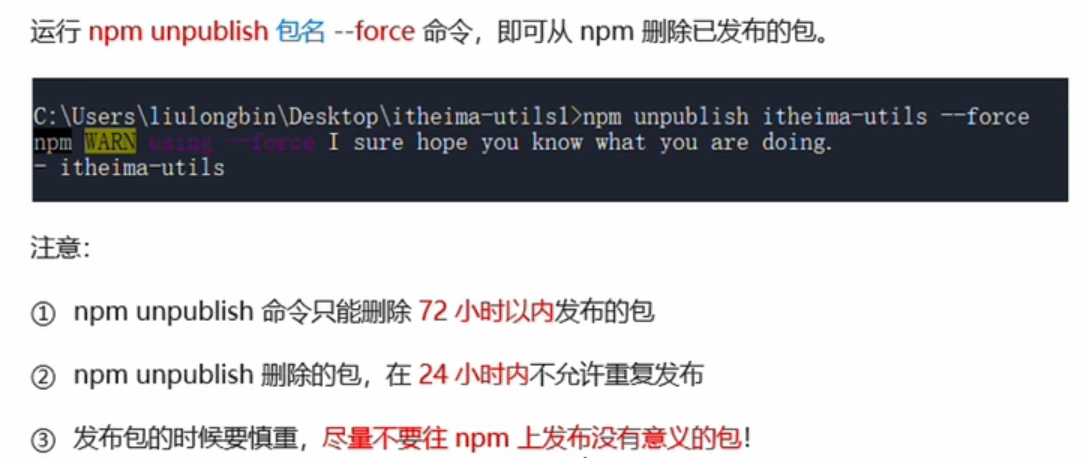 运行 npm unpublish 包名 --force 命令，即可从 npm 删除已发布的包。
C:\Users\liulongbin\Desktop\itheima-utils1>npm unpublish itheima-utils --force
npm WARN using --force I sure hope you know what you are doing.
- itheima-utils
注意：
① npm unpublish 命令只能删除 72 小时以内发布的包
② npm unpublish 删除的包，在 24 小时内不允许重复发布
③ 发布包的时候要慎重，尽量不要往 npm 上发布没有意义的包！